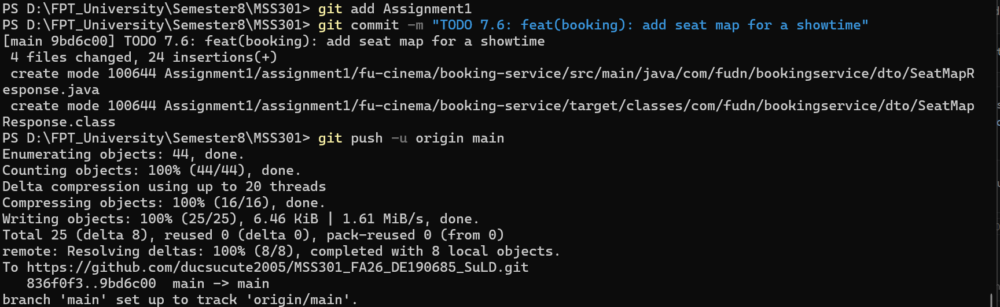 PS D:\FPT_University\Semester8\MSS301> git add Assignment1
PS D:\FPT_University\Semester8\MSS301> git commit -m "TODO 7.6: feat(booking): add seat map for a showtime"
[main 9bd6c00] TODO 7.6: feat(booking): add seat map for a showtime
 4 files changed, 24 insertions(+)
 create mode 100644 Assignment1/assignment1/fu-cinema/booking-service/src/main/java/com/fudn/bookingservice/dto/SeatMapR
esponse.java
 create mode 100644 Assignment1/assignment1/fu-cinema/booking-service/target/classes/com/fudn/bookingservice/dto/SeatMap
Response.class
PS D:\FPT_University\Semester8\MSS301> git push -u origin main
Enumerating objects: 44, done.
Counting objects: 100% (44/44), done.
Delta compression using up to 20 threads
Compressing objects: 100% (16/16), done.
Writing objects: 100% (25/25), 6.46 KiB | 1.61 MiB/s, done.
Total 25 (delta 8), reused 0 (delta 0), pack-reused 0 (from 0)
remote: Resolving deltas: 100% (8/8), completed with 8 local objects.
To https://github.com/ducsucute2005/MSS301_FA26_DE190685_SuLD.git
   836f0f3..9bd6c00  main -> main
branch 'main' set up to track 'origin/main'.